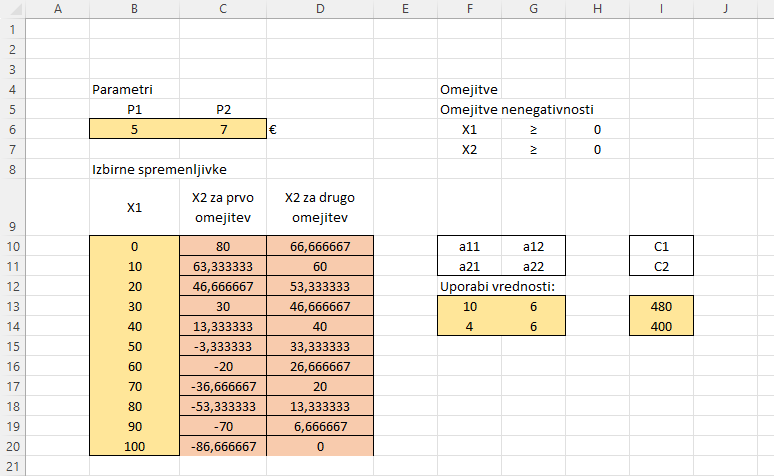 A B C D E F G H I J
1
2
3
4 Parametri Omejitve
5 P1 P2 Omejitve nenegativnosti
6 5 7 € X1 ≥ 0
7 X2 ≥ 0
8 Izbirne spremenljivke
9 X1 X2 za prvo omejitev X2 za drugo omejitev
10 0 80 66,666667 a11 a12 C1
11 10 63,333333 60 a21 a22 C2
12 20 46,666667 53,333333 Uporabi vrednosti:
13 30 30 46,666667 10 6 480
14 40 13,333333 40 4 6 400
15 50 -3,333333 33,333333
16 60 -20 26,666667
17 70 -36,666667 20
18 80 -53,333333 13,333333
19 90 -70 6,666667
20 100 -86,666667 0
21